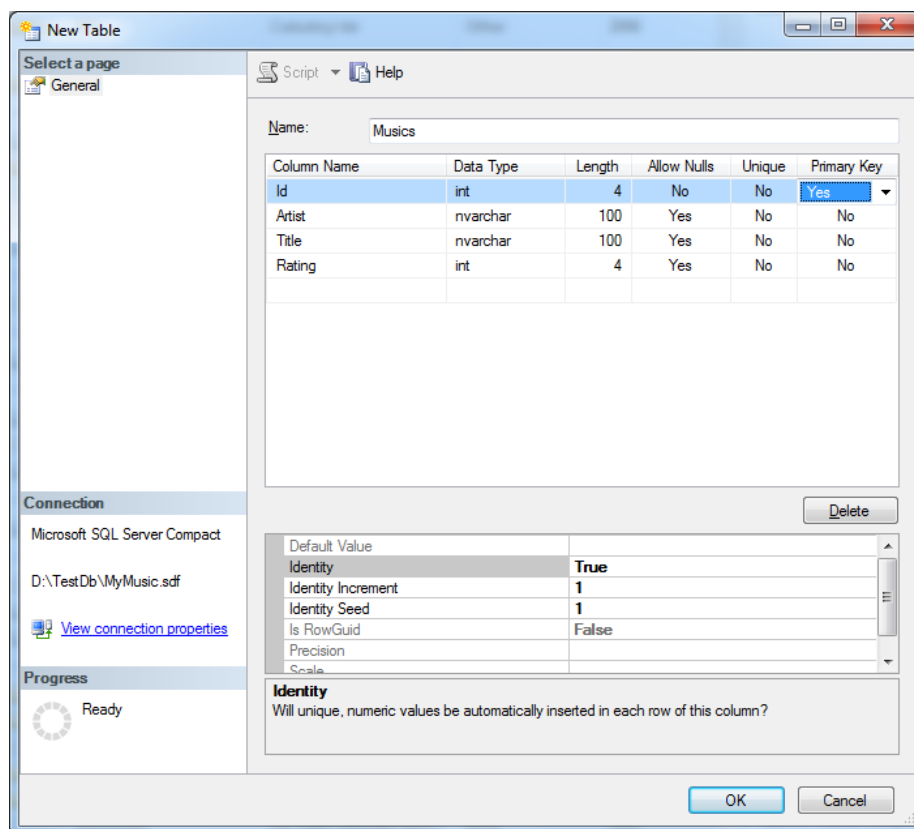 New Table
Select a page
General
Script Help
Name: Musics
Column Name Data Type Length Allow Nulls Unique Primary Key
Id int 4 No No Yes
Artist nvarchar 100 Yes No No
Title nvarchar 100 Yes No No
Rating int 4 Yes No No
Delete
Connection
Microsoft SQL Server Compact
D:\TestDb\MyMusic.sdf
View connection properties
Progress
Ready
Default Value
Identity True
Identity Increment 1
Identity Seed 1
Is RowGuid False
Precision
Scale
Identity
Will unique, numeric values be automatically inserted in each row of this column?
OK Cancel